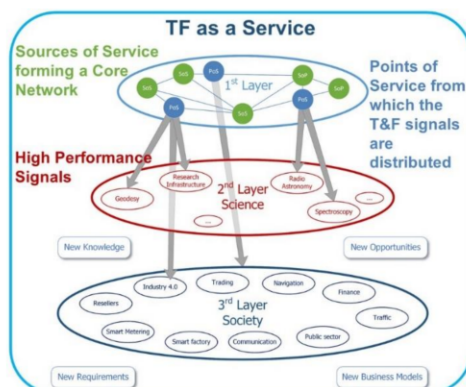 TF as a Service
Sources of Service
forming a Core
Network
1st Layer
SoS
SoS
PoS
SoP
SoP
PoS
PoS
SoS
Points of
Service from
which the
T&F signals
are
distributed
High Performance
Signals
2nd Layer
Science
Geodesy
Research
Infrastructure
Radio
Astronomy
Spectroscopy
...
...
New Knowledge
New Opportunities
3rd Layer
Society
Resellers
Industry 4.0
Trading
Navigation
Finance
Traffic
Smart Metering
Smart factory
Communication
Public sector
New Requirements
New Business Models